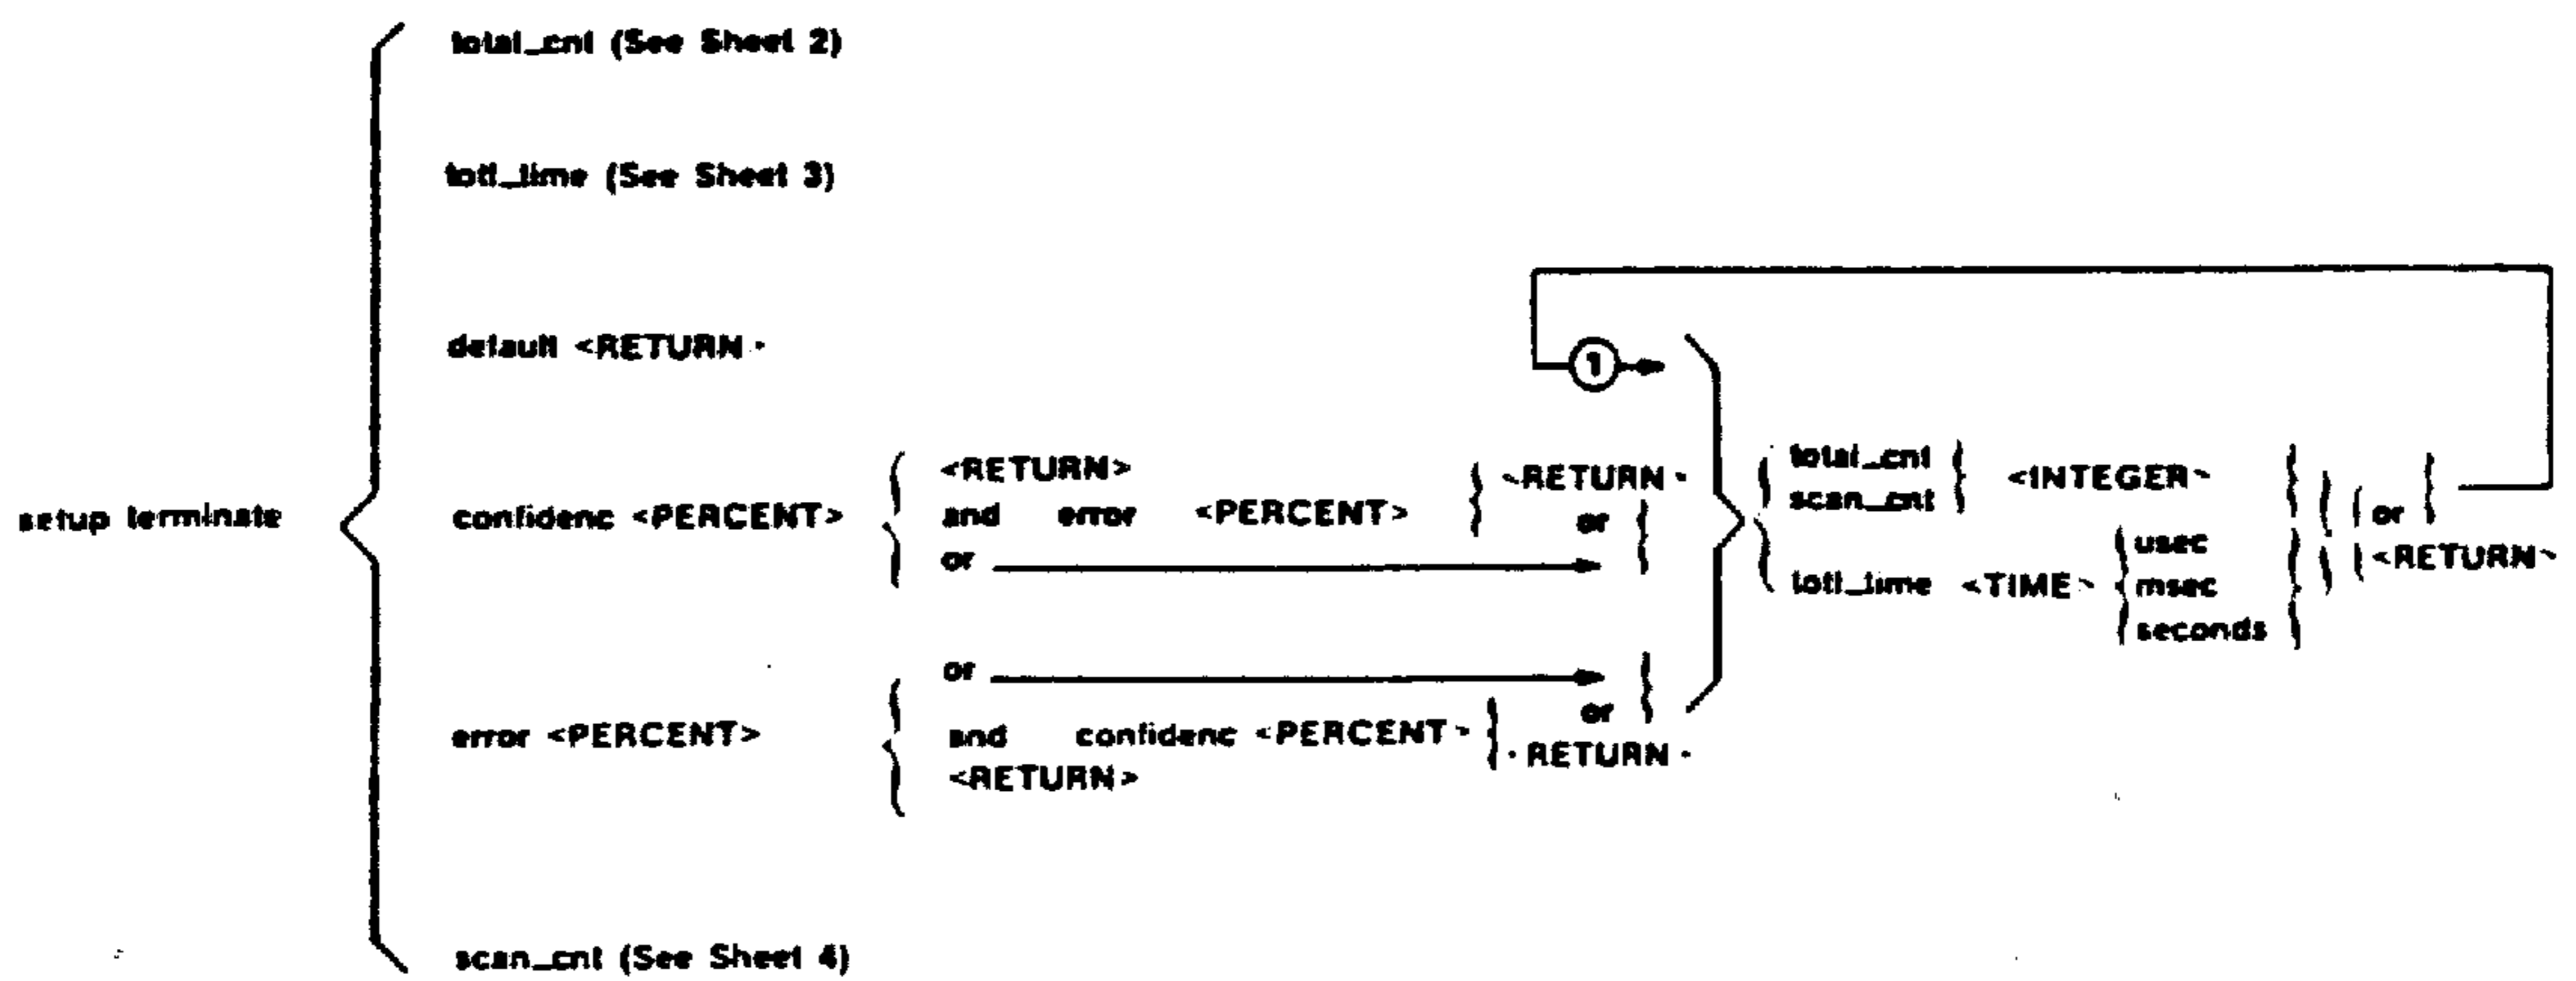 total_cnt (See Sheet 2)
totl_time (See Sheet 3)
default <RETURN>
setup terminate
confidenc <PERCENT>
<RETURN>
and error <PERCENT>
or
<RETURN>
or
1
total_cnt
scan_cnt
<INTEGER>
totl_time <TIME>
usec
msec
seconds
or
<RETURN>
error <PERCENT>
or
and confidenc <PERCENT>
<RETURN>
or
<RETURN>
scan_cnt (See Sheet 4)